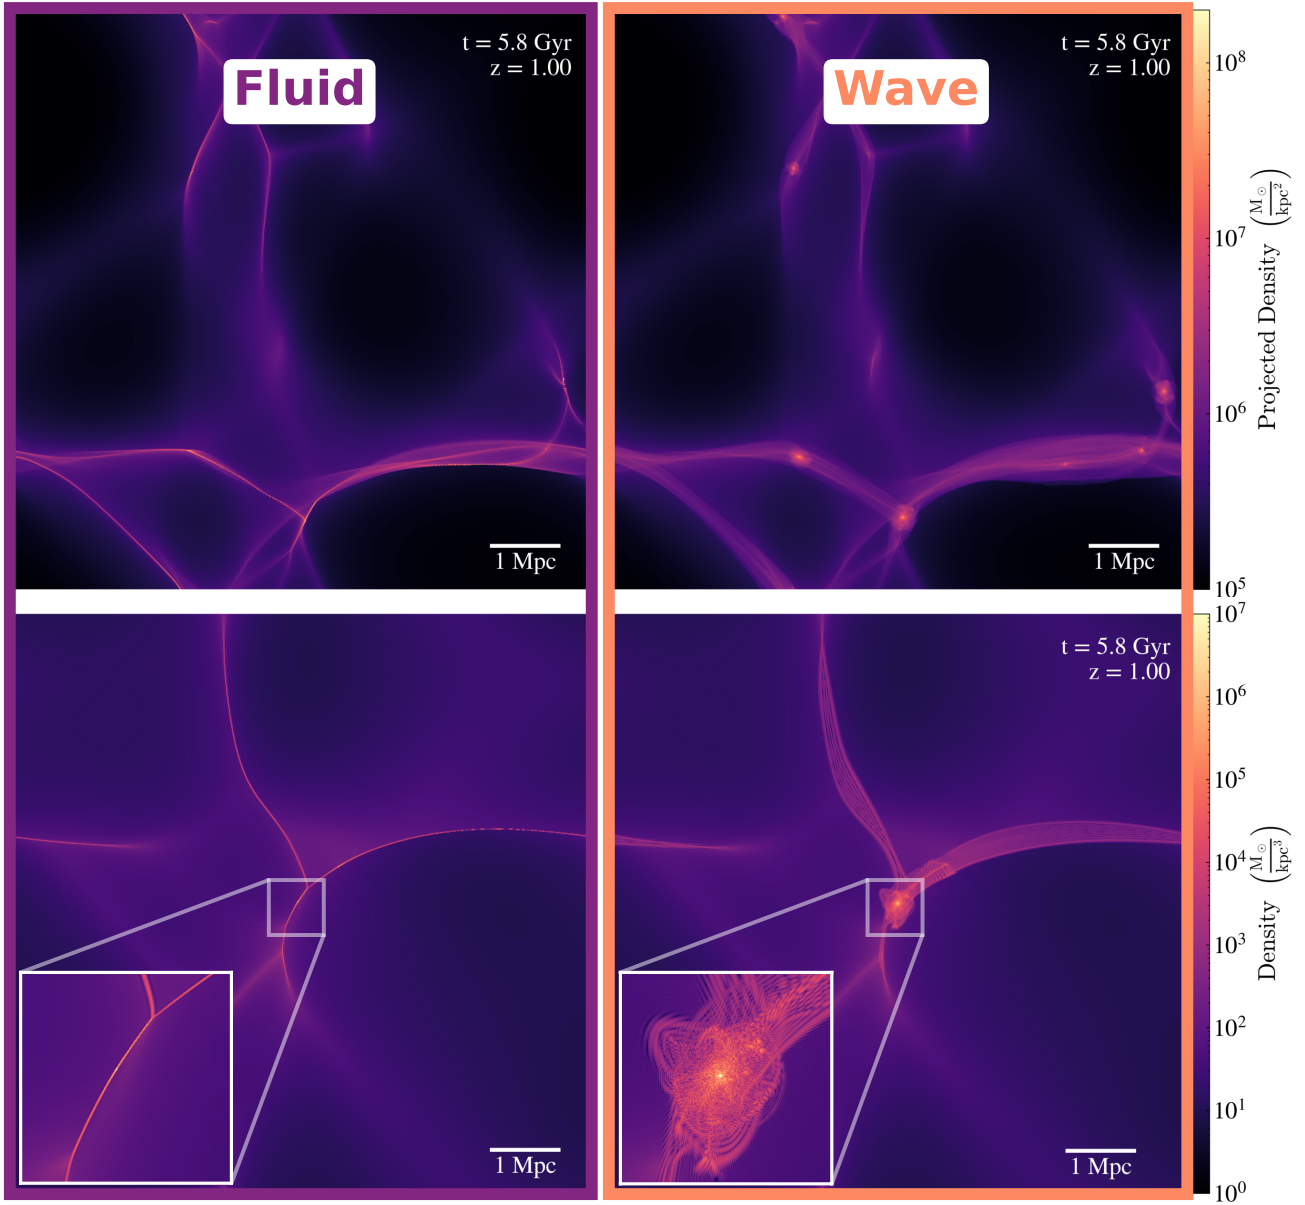 t = 5.8 Gyr
z = 1.00
Fluid
1 Mpc
t = 5.8 Gyr
z = 1.00
Wave
1 Mpc
10⁸
10⁷
10⁶
10⁵
Projected Density (M☉/kpc²)
1 Mpc
t = 5.8 Gyr
z = 1.00
1 Mpc
10⁷
10⁶
10⁵
10⁴
10³
10²
10¹
10⁰
Density (M☉/kpc³)